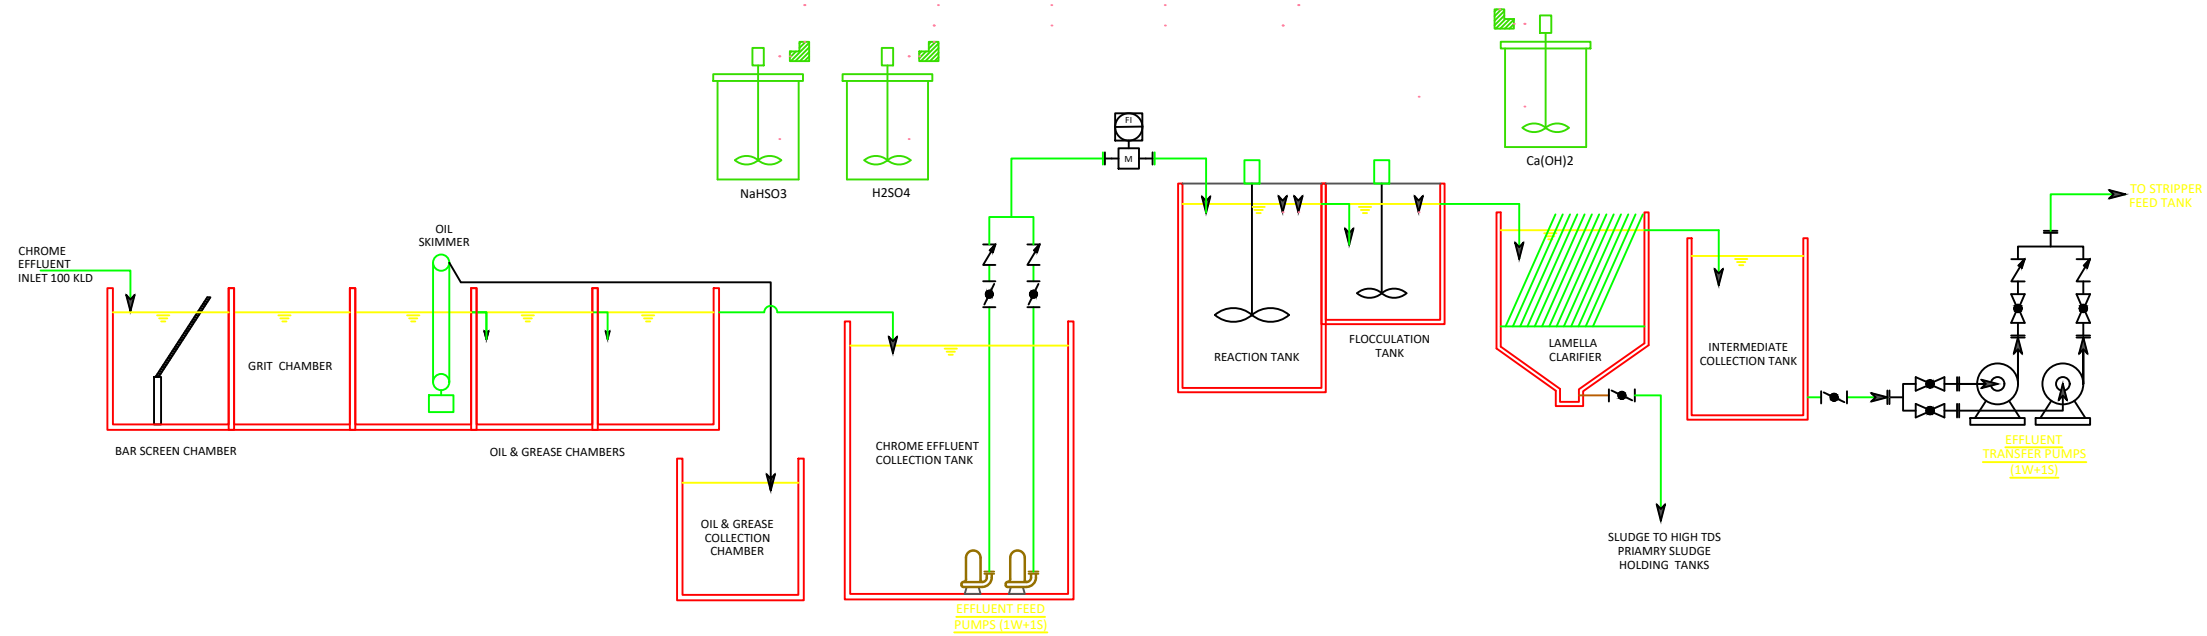 NaHSO3
H2SO4
Ca(OH)2
FI
M
CHROME
EFFLUENT
INLET 100 KLD
OIL
SKIMMER
GRIT CHAMBER
BAR SCREEN CHAMBER
OIL & GREASE CHAMBERS
OIL & GREASE
COLLECTION
CHAMBER
CHROME EFFLUENT
COLLECTION TANK
EFFLUENT FEED
PUMPS (1W+1S)
REACTION TANK
FLOCCULATION
TANK
LAMELLA
CLARIFIER
SLUDGE TO HIGH TDS
PRIAMRY SLUDGE
HOLDING TANKS
INTERMEDIATE
COLLECTION TANK
EFFLUENT
TRANSFER PUMPS
(1W+1S)
TO STRIPPER
FEED TANK